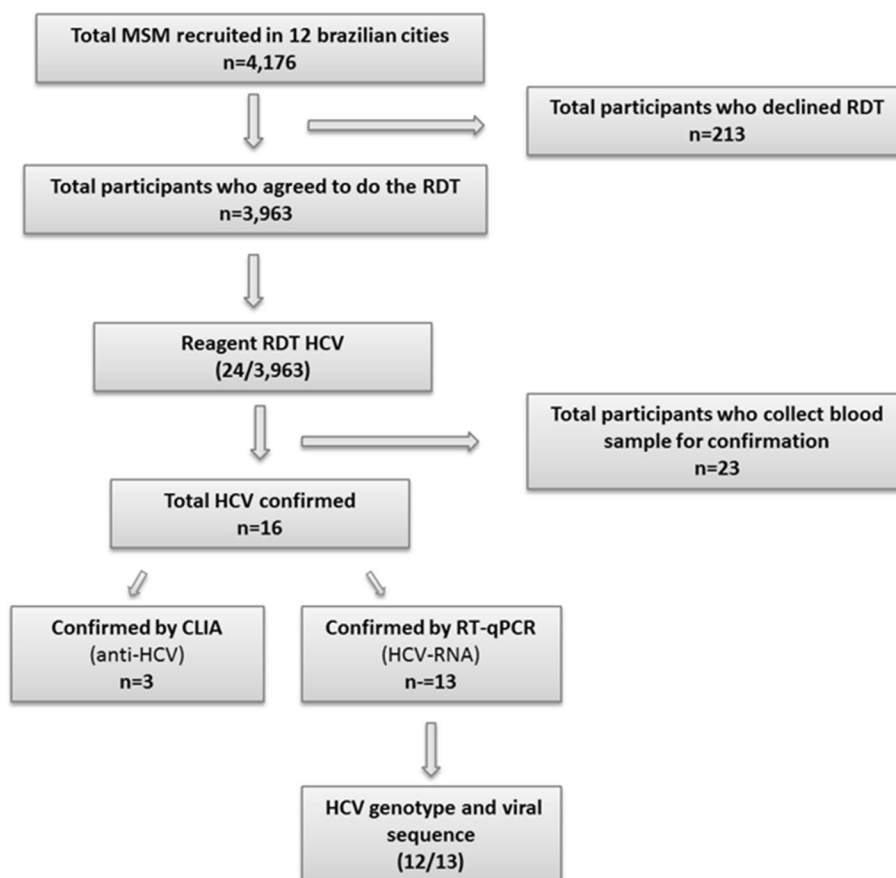 Total MSM recruited in 12 brazilian cities
n=4,176
Total participants who declined RDT
n=213
Total participants who agreed to do the RDT
n=3,963
Reagent RDT HCV
(24/3,963)
Total participants who collect blood
sample for confirmation
n=23
Total HCV confirmed
n=16
Confirmed by CLIA
(anti-HCV)
n=3
Confirmed by RT-qPCR
(HCV-RNA)
n-=13
HCV genotype and viral
sequence
(12/13)